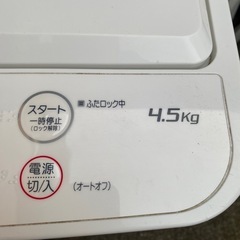 スタート
一時停止
(ロック解除)
ふたロック中
4.5Kg
電源
切/入
(オートオフ)